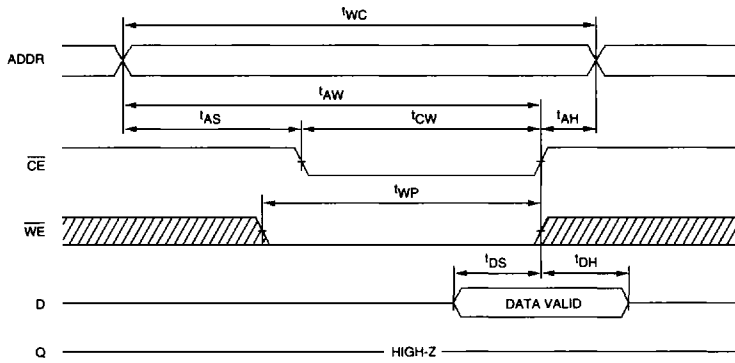 tWC
ADDR
tAW
tAS tCW tAH
CE
tWP
WE
tDS tDH
D DATA VALID
Q HIGH-Z